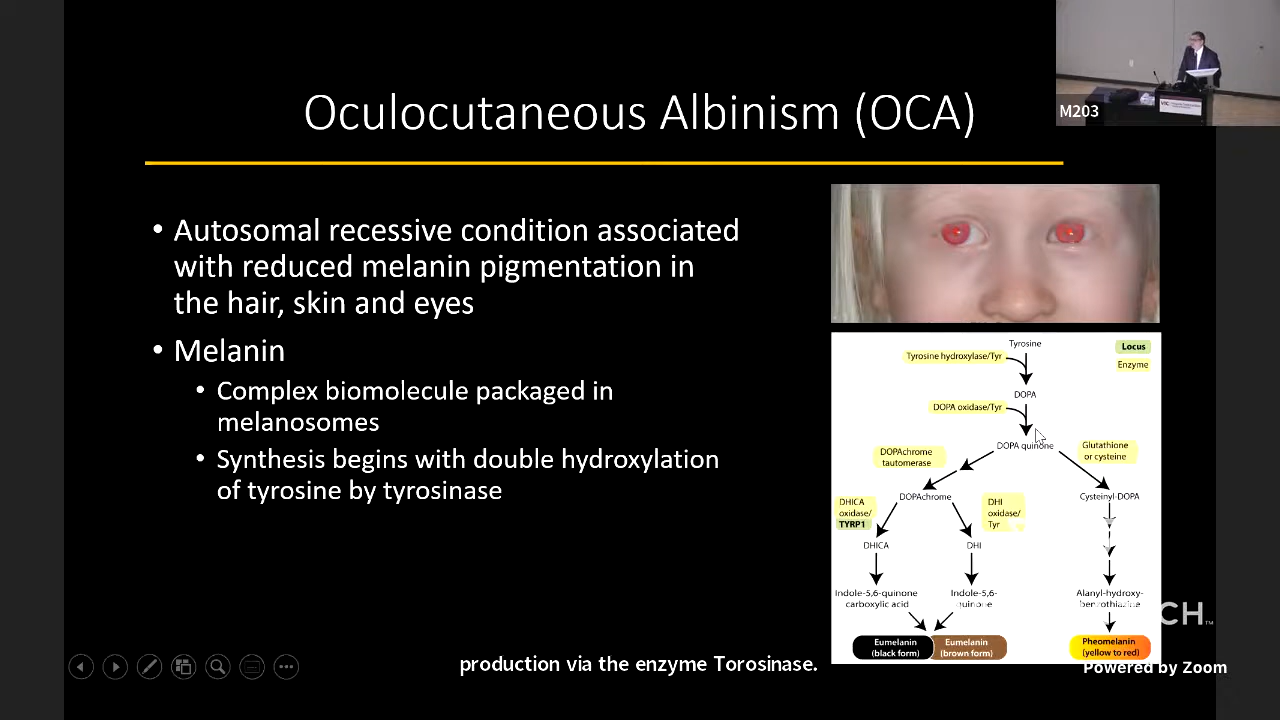 Oculocutaneous Albinism (OCA)
M203
• Autosomal recessive condition associated
with reduced melanin pigmentation in
the hair, skin and eyes
• Melanin
• Complex biomolecule packaged in
melanosomes
• Synthesis begins with double hydroxylation
of tyrosine by tyrosinase
Tyrosine
Locus
Tyrosine hydroxylase/Tyr
Enzyme
DOPA
DOPA oxidase/Tyr
DOPA quinone
DOPAchrome
tautomerase
Glutathione
or cysteine
DOPAchrome
Cysteinyl-DOPA
DHICA
oxidase/
TYRP1
DHI
oxidase/
Tyr
DHICA
DHI
Indole-5,6-quinone
carboxylic acid
Indole-5,6-
quinone
Alanyl-hydroxy-
benzothiazine
Eumelanin
(black form)
Eumelanin
(brown form)
Pheomelanin
(yellow to red)
CH™
production via the enzyme Torosinase.
Powered by Zoom